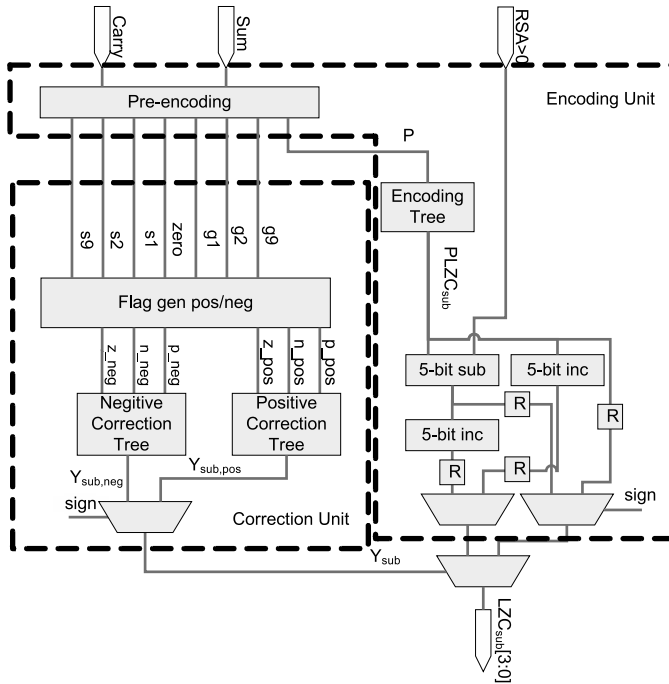 Carry
Sum
RSA>0
Pre-encoding
Encoding Unit
P
Encoding
Tree
s9
s2
s1
zero
g1
g2
g9
PLZCsub
Flag gen pos/neg
z_neg
n_neg
p_neg
z_pos
n_pos
p_pos
5-bit sub
5-bit inc
R
R
Negitive
Correction
Tree
Positive
Correction
Tree
5-bit inc
R
R
Ysub,neg
Ysub,pos
sign
sign
Correction Unit
Ysub
LZCsub[3:0]